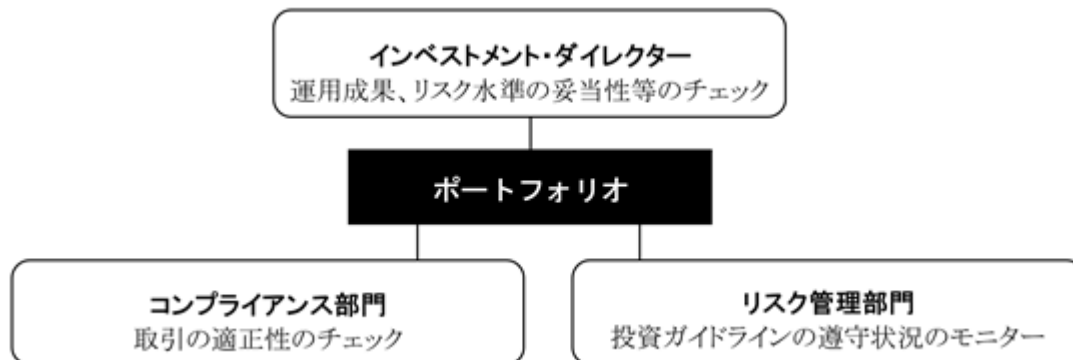 インベストメント・ダイレクター
運用成果、リスク水準の妥当性等のチェック
ポートフォリオ
コンプライアンス部門
取引の適正性のチェック
リスク管理部門
投資ガイドラインの遵守状況のモニター